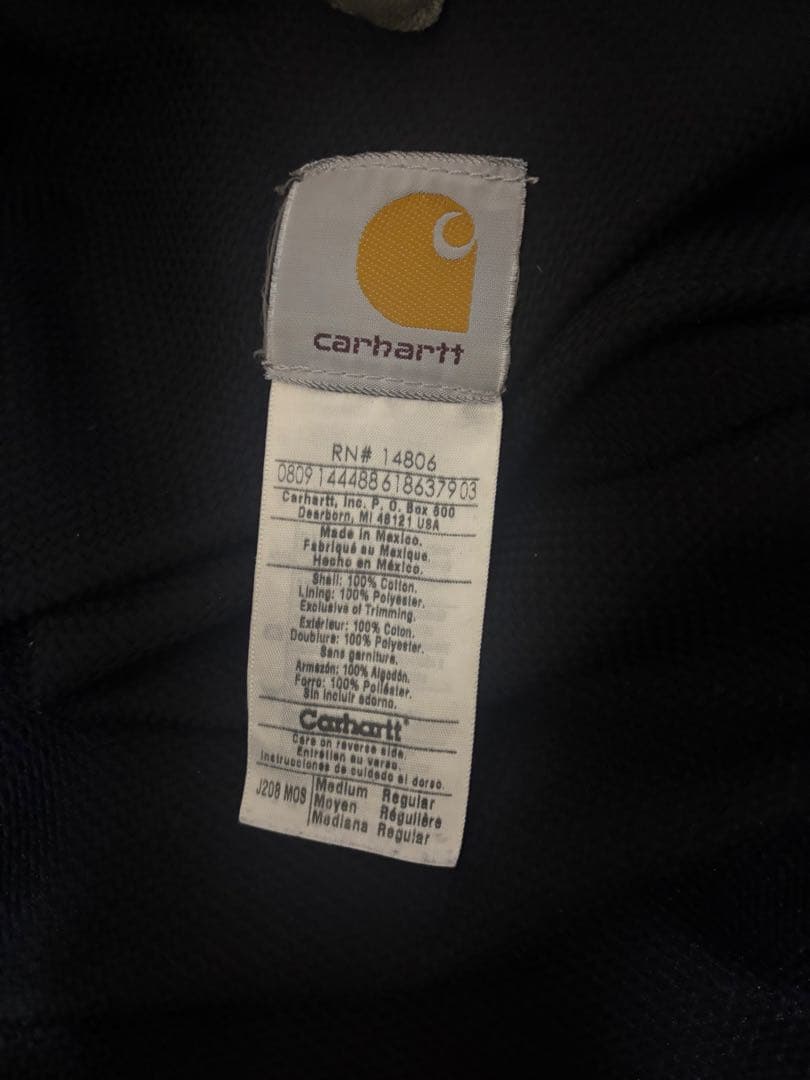 carhartt
RN# 14806
0809 144488 618637903
Carhartt, Inc. P. O. Box 600
Dearborn, MI 48121 USA
Made in Mexico.
Fabriqué au Mexique.
Hecho en México.
Shell: 100% Cotton.
Lining: 100% Polyester.
Exclusive of Trimming.
Extérieur: 100% Coton.
Doublure: 100% Polyester.
Sans garniture.
Armazón: 100% Algodón.
Forro: 100% Poliéster.
Sin incluir adorno.
Carhartt
Care on reverse side.
Entretien au verso.
Instrucciones de cuidado al dorso.
J208 MOS
Medium Regular
Moyen Régulière
Mediana Regular